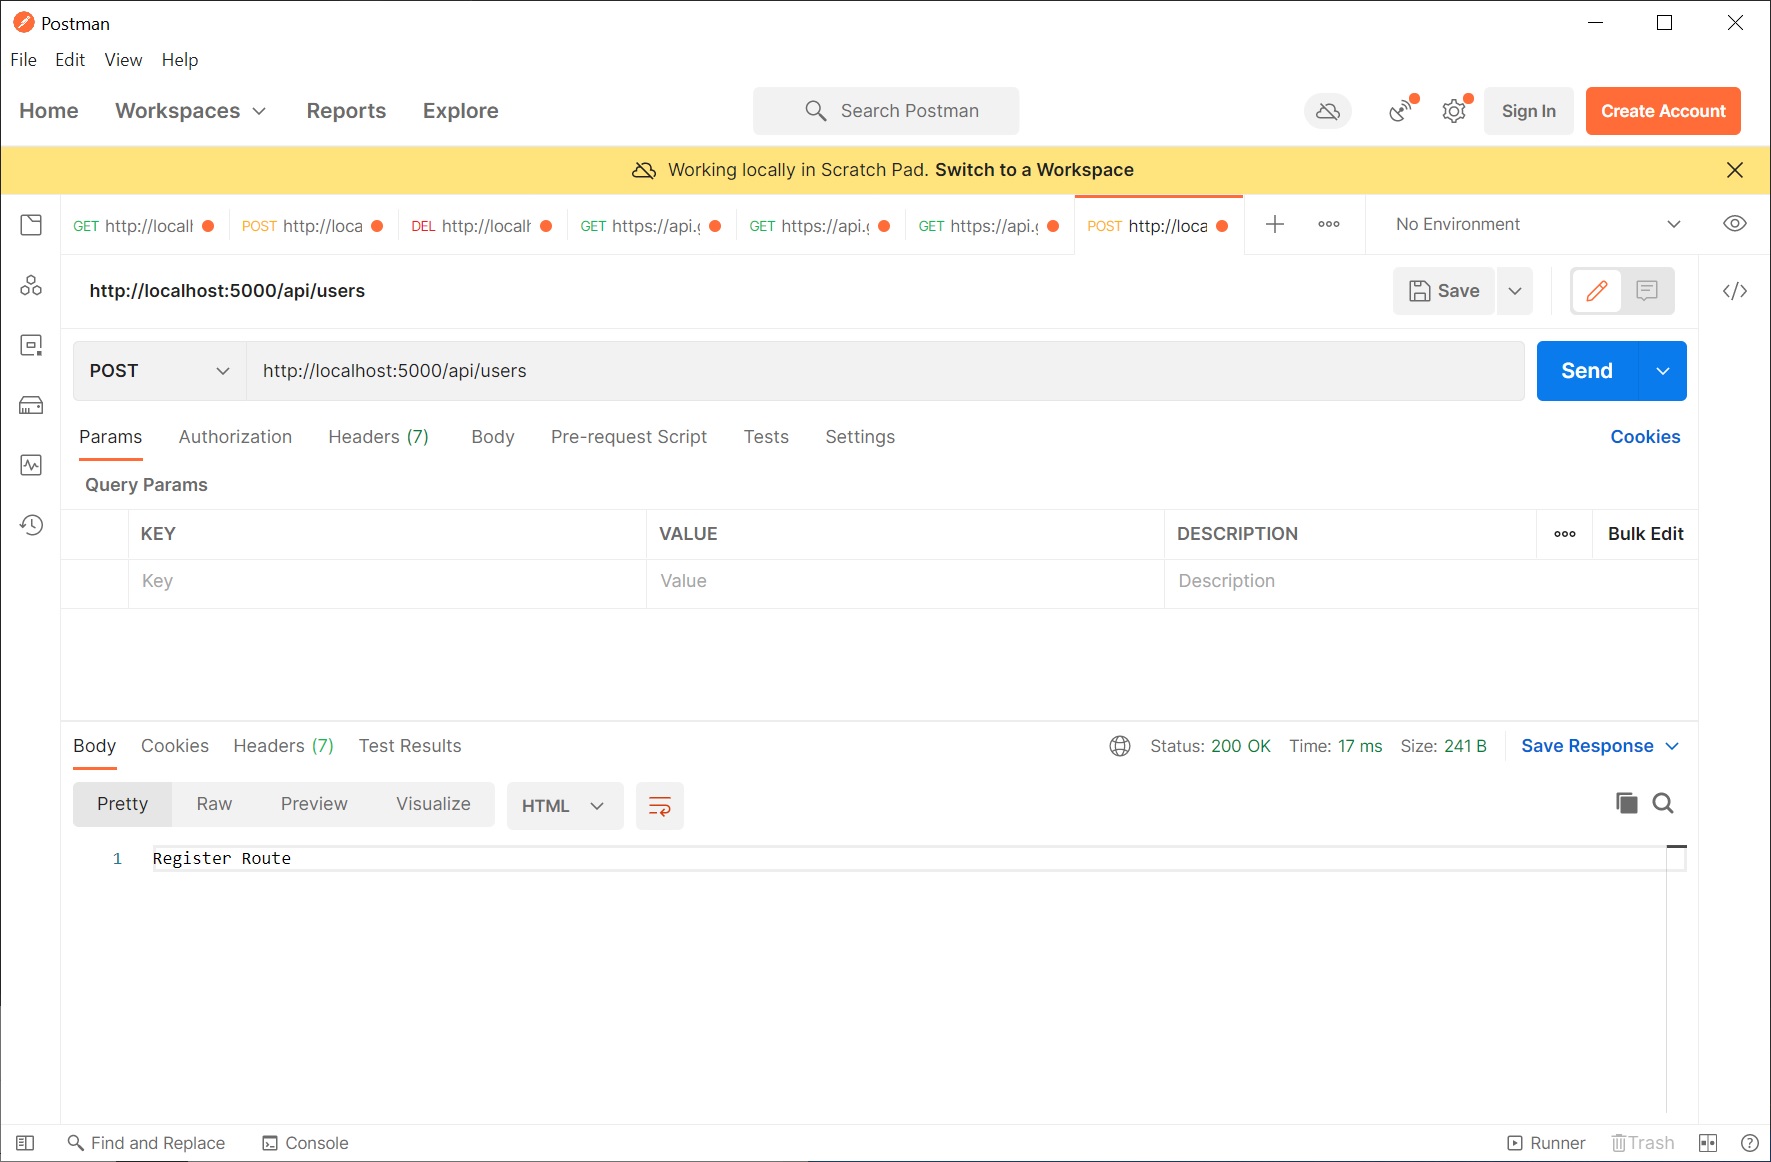 Postman
File Edit View Help
Home Workspaces Reports Explore Search Postman Sign In Create Account
Working locally in Scratch Pad. Switch to a Workspace
GET http://local POST http://loca DEL http://local GET https://api. GET https://api. GET https://api. POST http://loca No Environment
http://localhost:5000/api/users Save
POST http://localhost:5000/api/users Send
Params Authorization Headers (7) Body Pre-request Script Tests Settings Cookies
Query Params
KEY VALUE DESCRIPTION Bulk Edit
Key Value Description
Body Cookies Headers (7) Test Results Status: 200 OK Time: 17 ms Size: 241 B Save Response
Pretty Raw Preview Visualize HTML
1 Register Route
Find and Replace Console Runner Trash